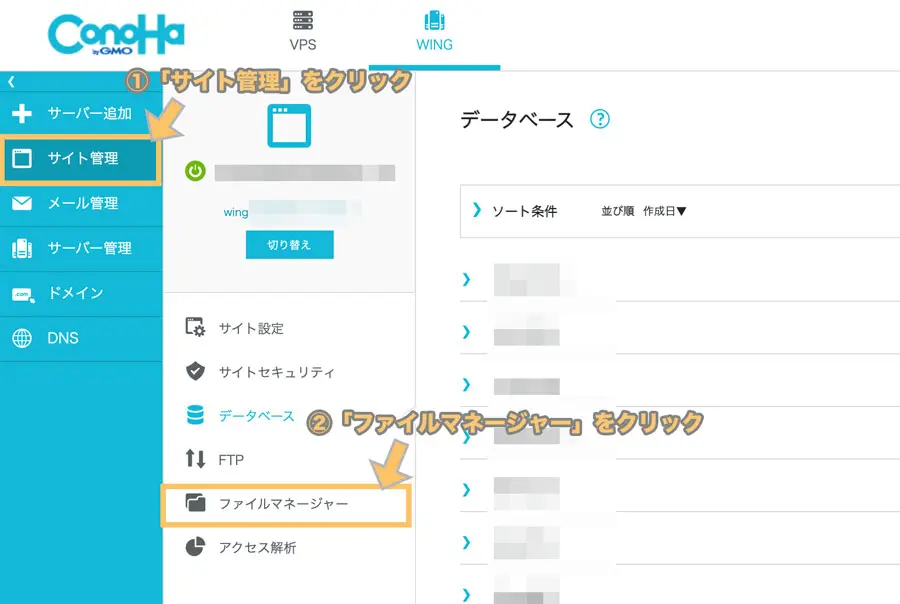 ConoHa
by GMO
VPS
WING
① 「サイト管理」をクリック
サーバー追加
サイト管理
メール管理
サーバー管理
.com
ドメイン
DNS
wing
切り替え
サイト設定
サイトセキュリティ
データベース
FTP
ファイルマネージャー
アクセス解析
② 「ファイルマネージャー」をクリック
データベース ?
ソート条件 並び順 作成日▼